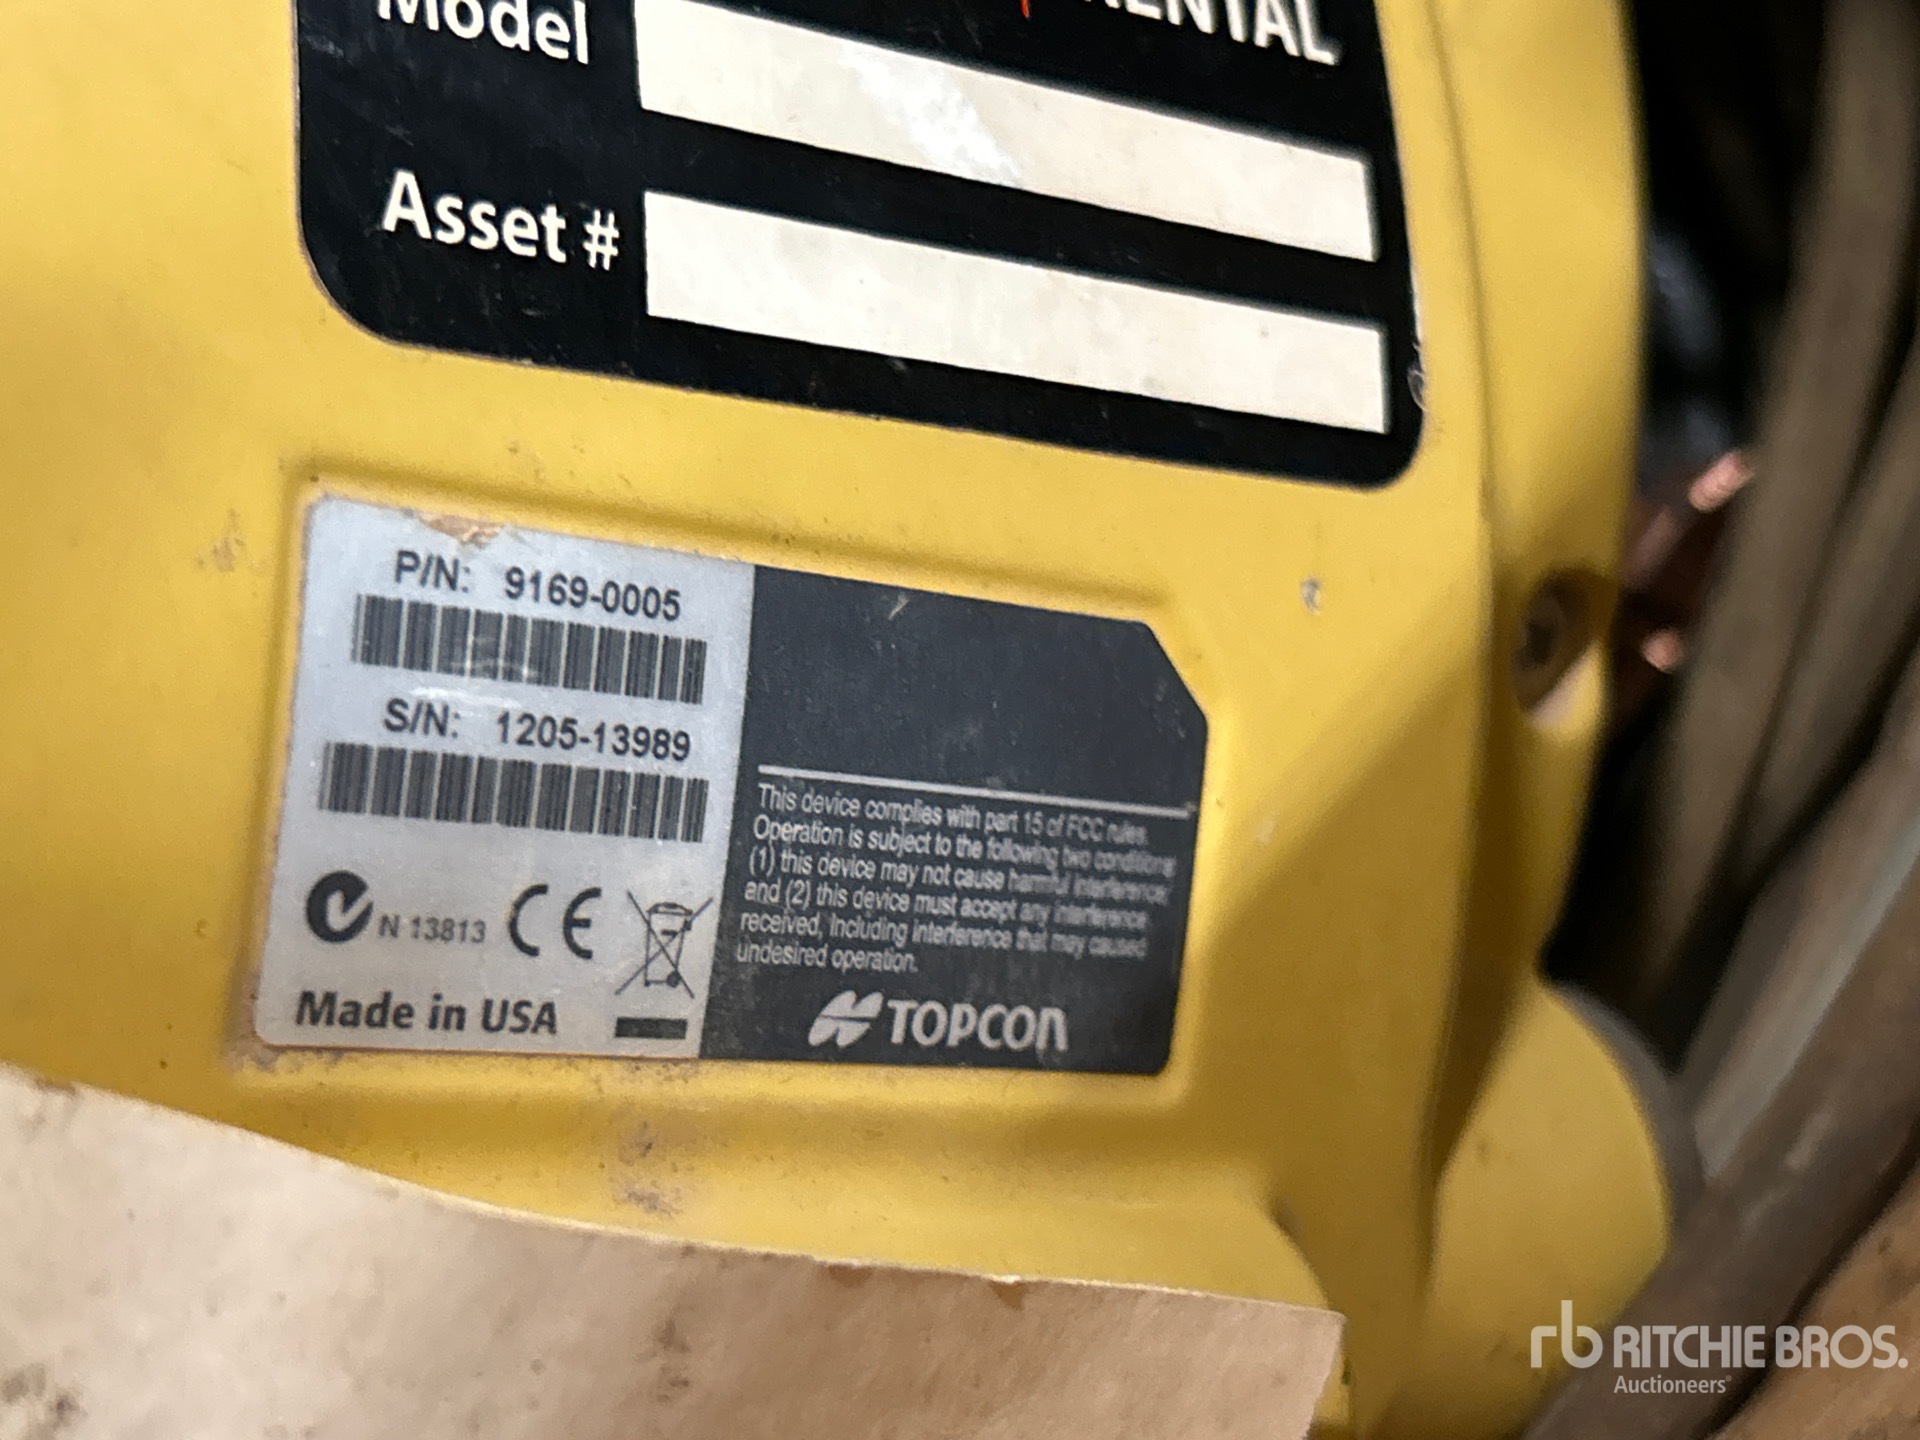 RENTAL
Model
Asset #
P/N: 9169-0005
S/N: 1205-13989
N 13813 CE
Made in USA
This device complies with part 15 of FCC rules.
Operation is subject to the following two conditions:
(1) this device may not cause harmful interference,
and (2) this device must accept any interference
received, including interference that may caused
undesired operation.
TOPCON
rb RITCHIE BROS.
Auctioneers